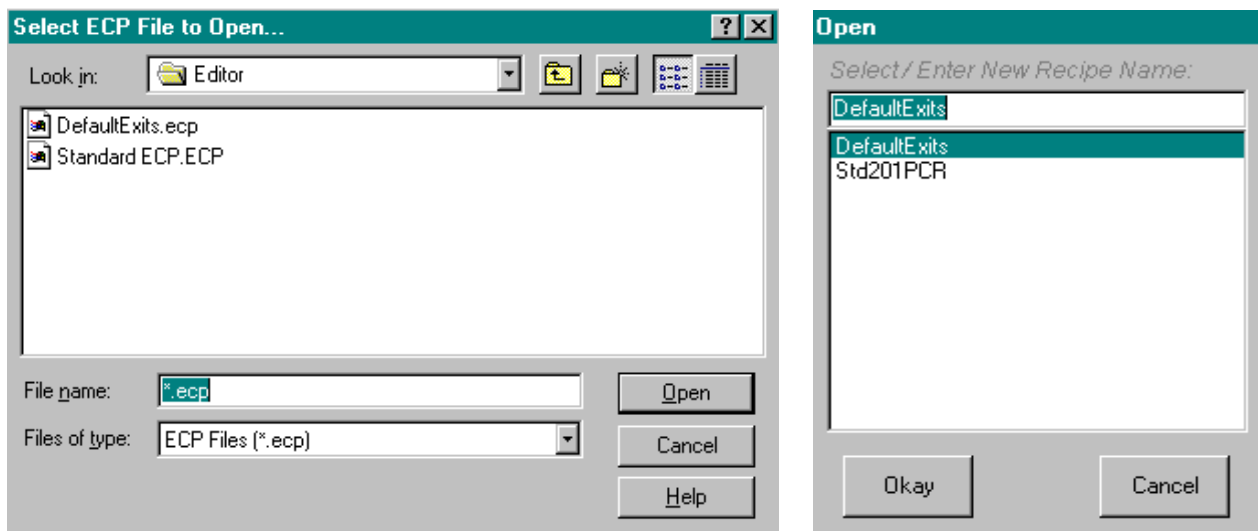 Select ECP File to Open...
Look in:
Editor
DefaultExits.ecp
Standard ECP.ECP
File name:
*.ecp
Open
Files of type:
ECP Files (*.ecp)
Cancel
Help
Open
Select / Enter New Recipe Name:
DefaultExits
DefaultExits
Std201PCR
Okay
Cancel